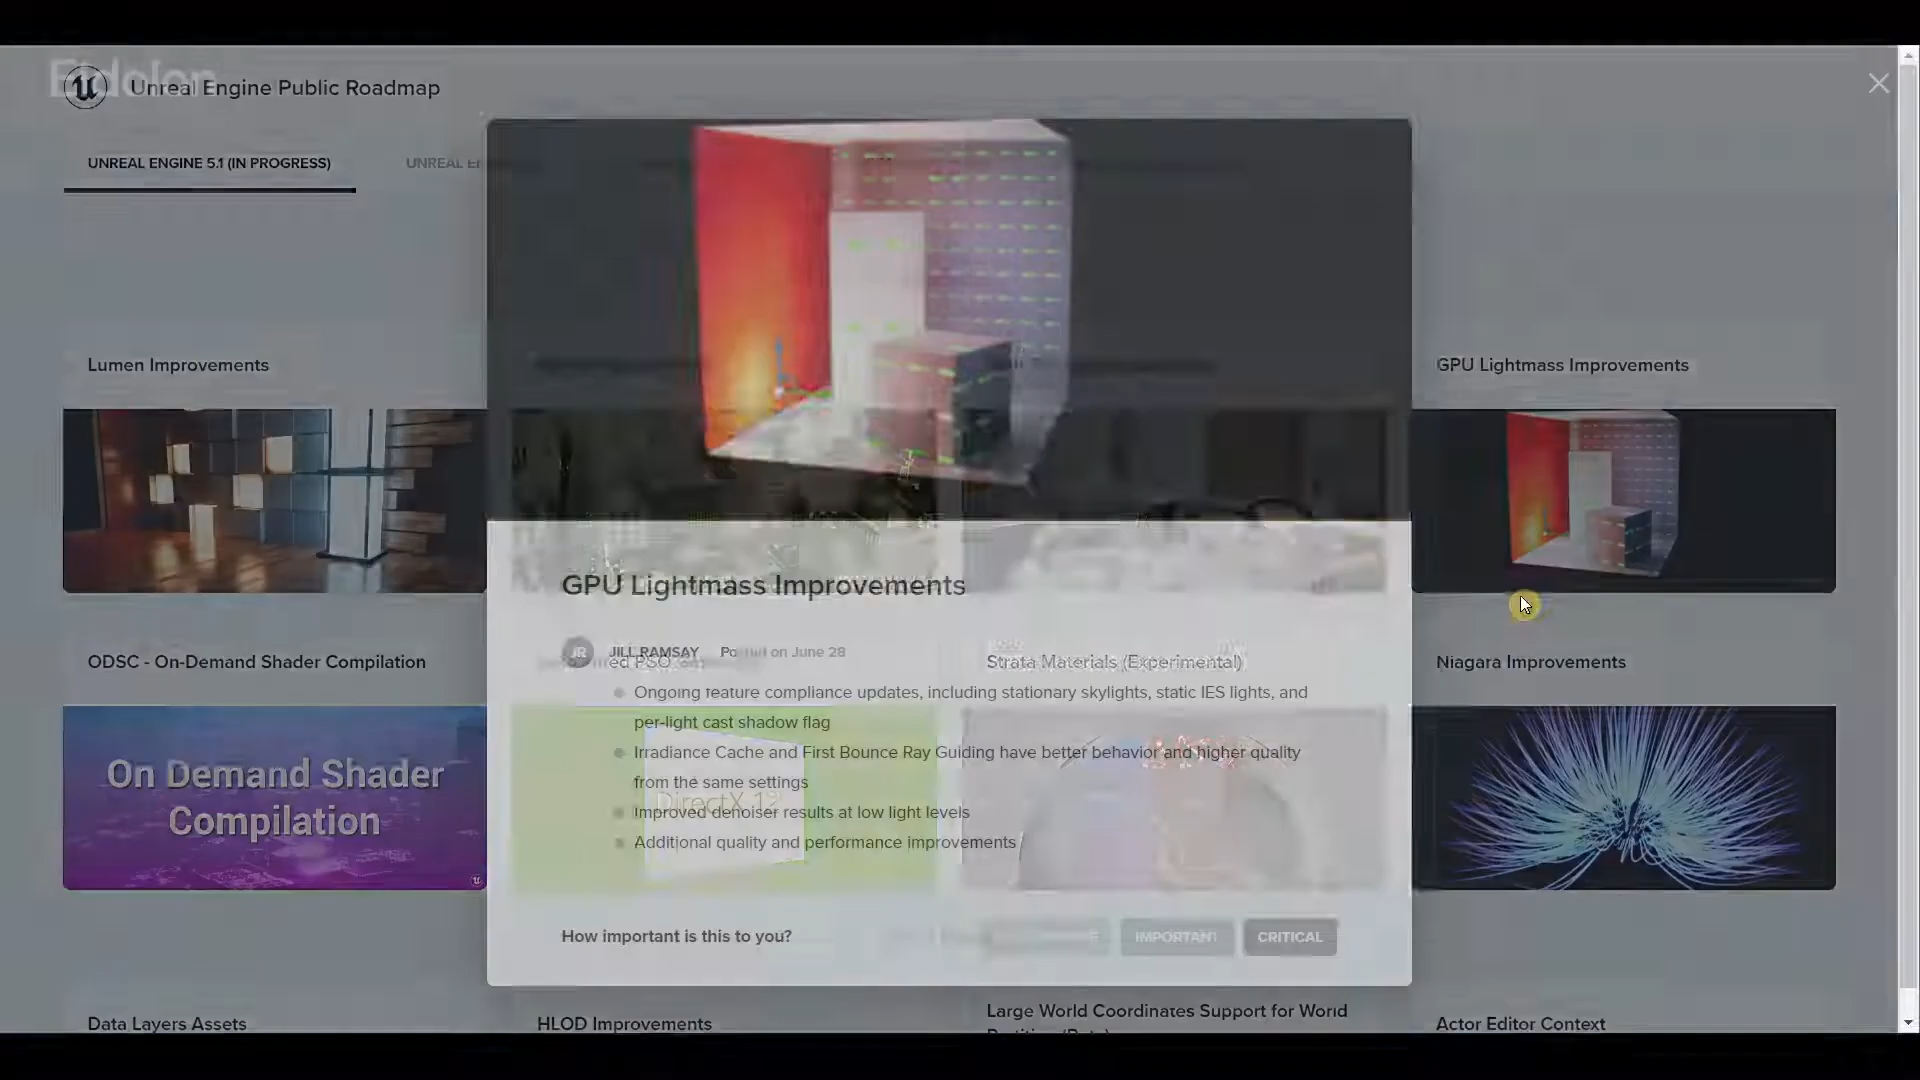 Eidolon
Unreal Engine Public Roadmap
UNREAL ENGINE 5.1 (IN PROGRESS)
UNREAL
Lumen Improvements
GPU Lightmass Improvements
GPU Lightmass Improvements
JR
JILL RAMSAY
Posted on June 28
ODSC - On-Demand Shader Compilation
PSO
Strata Materials (Experimental)
Niagara Improvements
Ongoing feature compliance updates, including stationary skylights, static IES lights, and
per-light cast shadow flag
Irradiance Cache and First Bounce Ray Guiding have better behavior and higher quality
from the same settings
Improved denoiser results at low light levels
Additional quality and performance improvements
On Demand Shader
Compilation
DirectX 12
How important is this to you?
IMPORTANT
CRITICAL
Data Layers Assets
HLOD Improvements
Large World Coordinates Support for World
Actor Editor Context